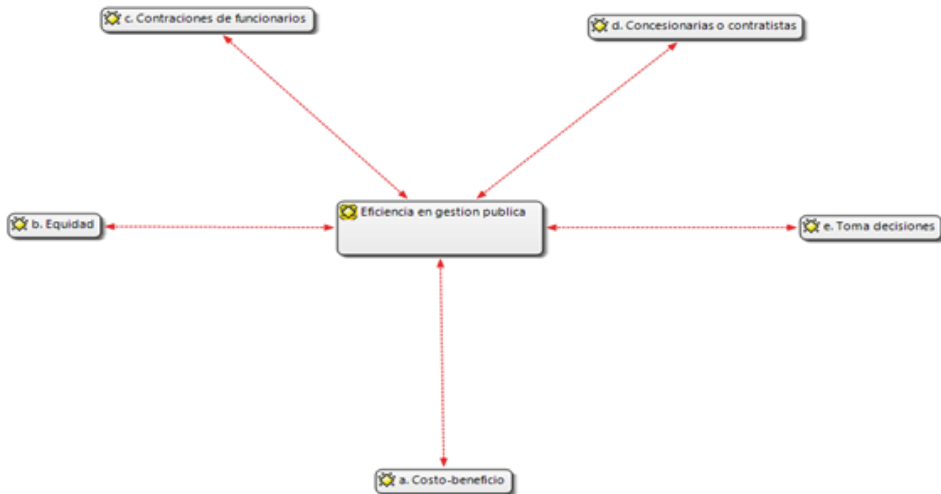 c. Contraciones de funcionarios
d. Concesionarias o contratistas
Eficiencia en gestion publica
b. Equidad
e. Toma decisiones
a. Costo-beneficio